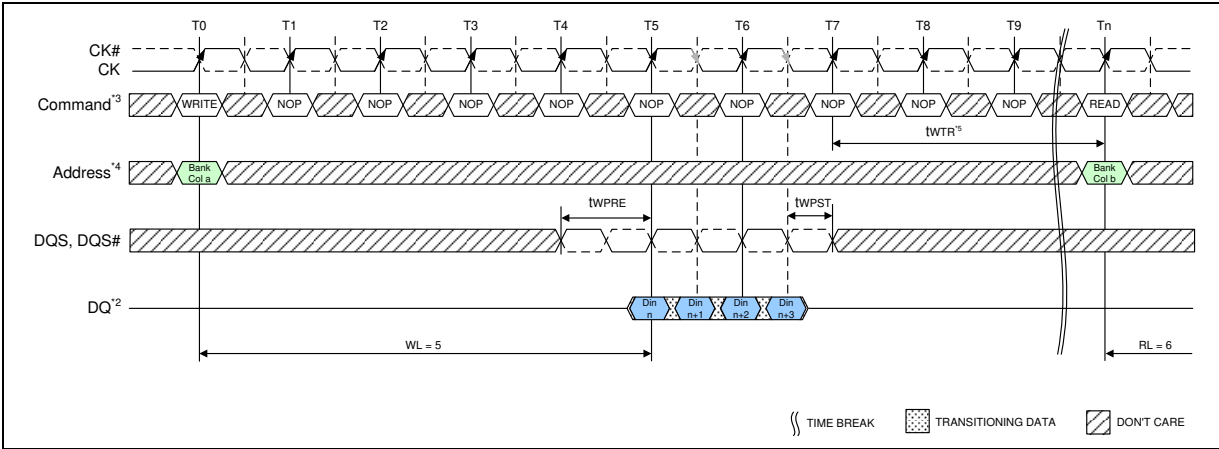 T0 T1 T2 T3 T4 T5 T6 T7 T8 T9 Tn
CK#
CK
Command*3 WRITE NOP NOP NOP NOP NOP NOP NOP NOP NOP READ
tWTR*5
Address*4 Bank Col a Bank Col b
tWPRE tWPST
DQS, DQS#
DQ*2 Din n Din n+1 Din n+2 Din n+3
WL = 5 RL = 6
TIME BREAK TRANSITIONING DATA DON'T CARE